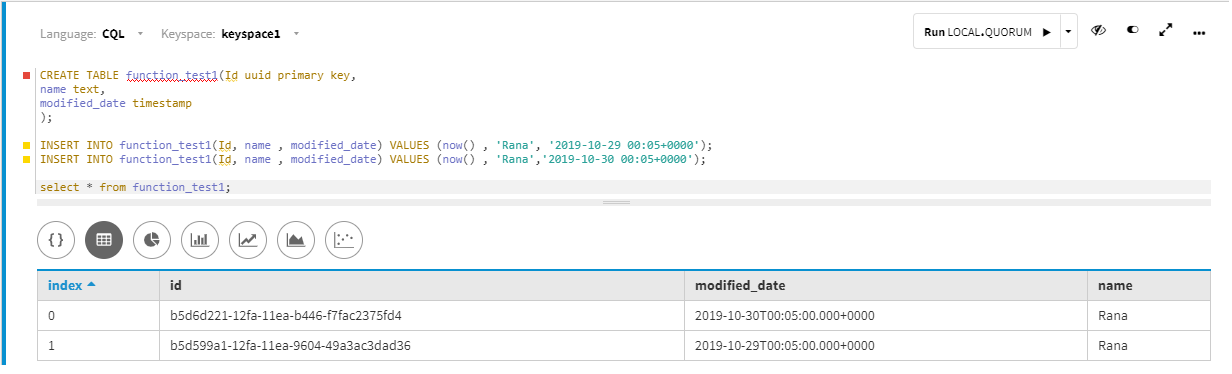 Language: CQL Keyspace: keyspace1 Run LOCAL.QUORUM
CREATE TABLE function_test1(Id uuid primary key,
name text,
modified_date timestamp
);
INSERT INTO function_test1(Id, name , modified_date) VALUES (now() , 'Rana', '2019-10-29 00:05+0000');
INSERT INTO function_test1(Id, name , modified_date) VALUES (now() , 'Rana','2019-10-30 00:05+0000');
select * from function_test1;
index id modified_date name
0 b5d6d221-12fa-11ea-b446-f7fac2375fd4 2019-10-30T00:05:00.000+0000 Rana
1 b5d599a1-12fa-11ea-9604-49a3ac3dad36 2019-10-29T00:05:00.000+0000 Rana